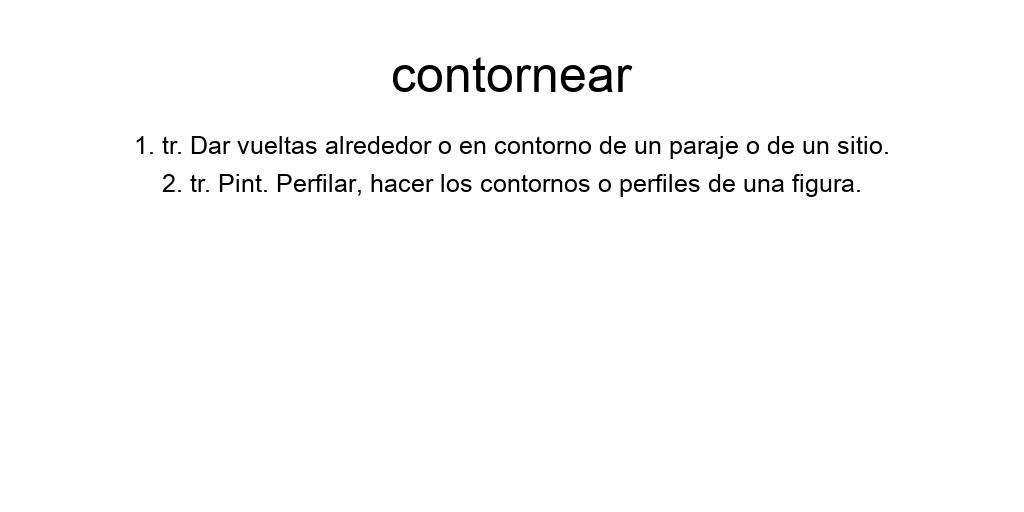 contornear
1. tr. Dar vueltas alrededor o en contorno de un paraje o de un sitio.
2. tr. Pint. Perfilar, hacer los contornos o perfiles de una figura.